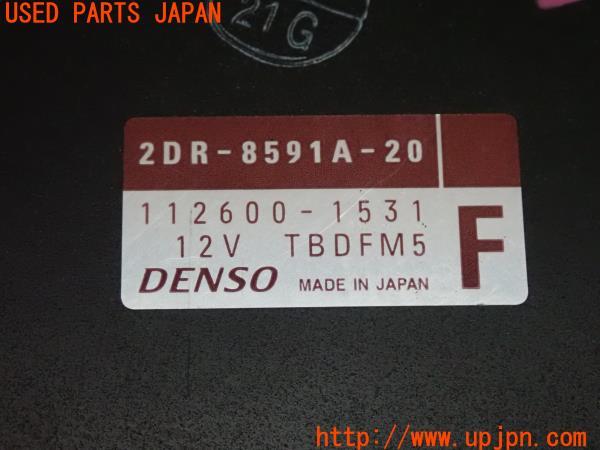 USED PARTS JAPAN
21G
2DR-8591A-20
112600-1531
12V TBDFM5
F
DENSO MADE IN JAPAN
http://www.upjpn.com/